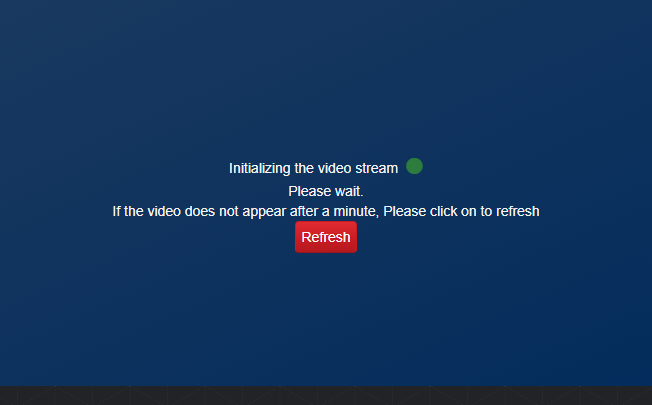 Initializing the video stream
Please wait.
If the video does not appear after a minute, Please click on to refresh
Refresh